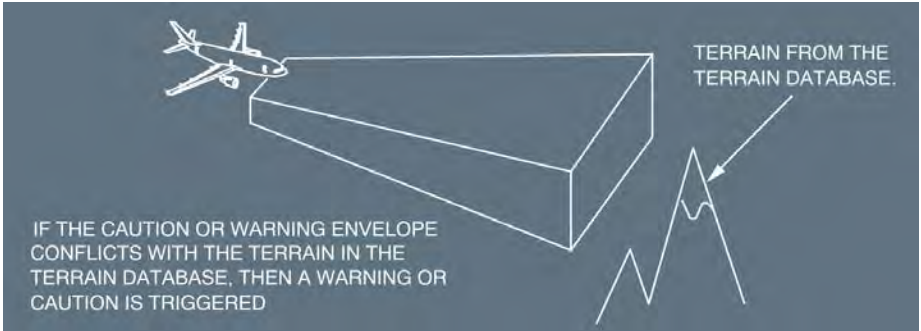 TERRAIN FROM THE
TERRAIN DATABASE.
IF THE CAUTION OR WARNING ENVELOPE
CONFLICTS WITH THE TERRAIN IN THE
TERRAIN DATABASE, THEN A WARNING OR
CAUTION IS TRIGGERED